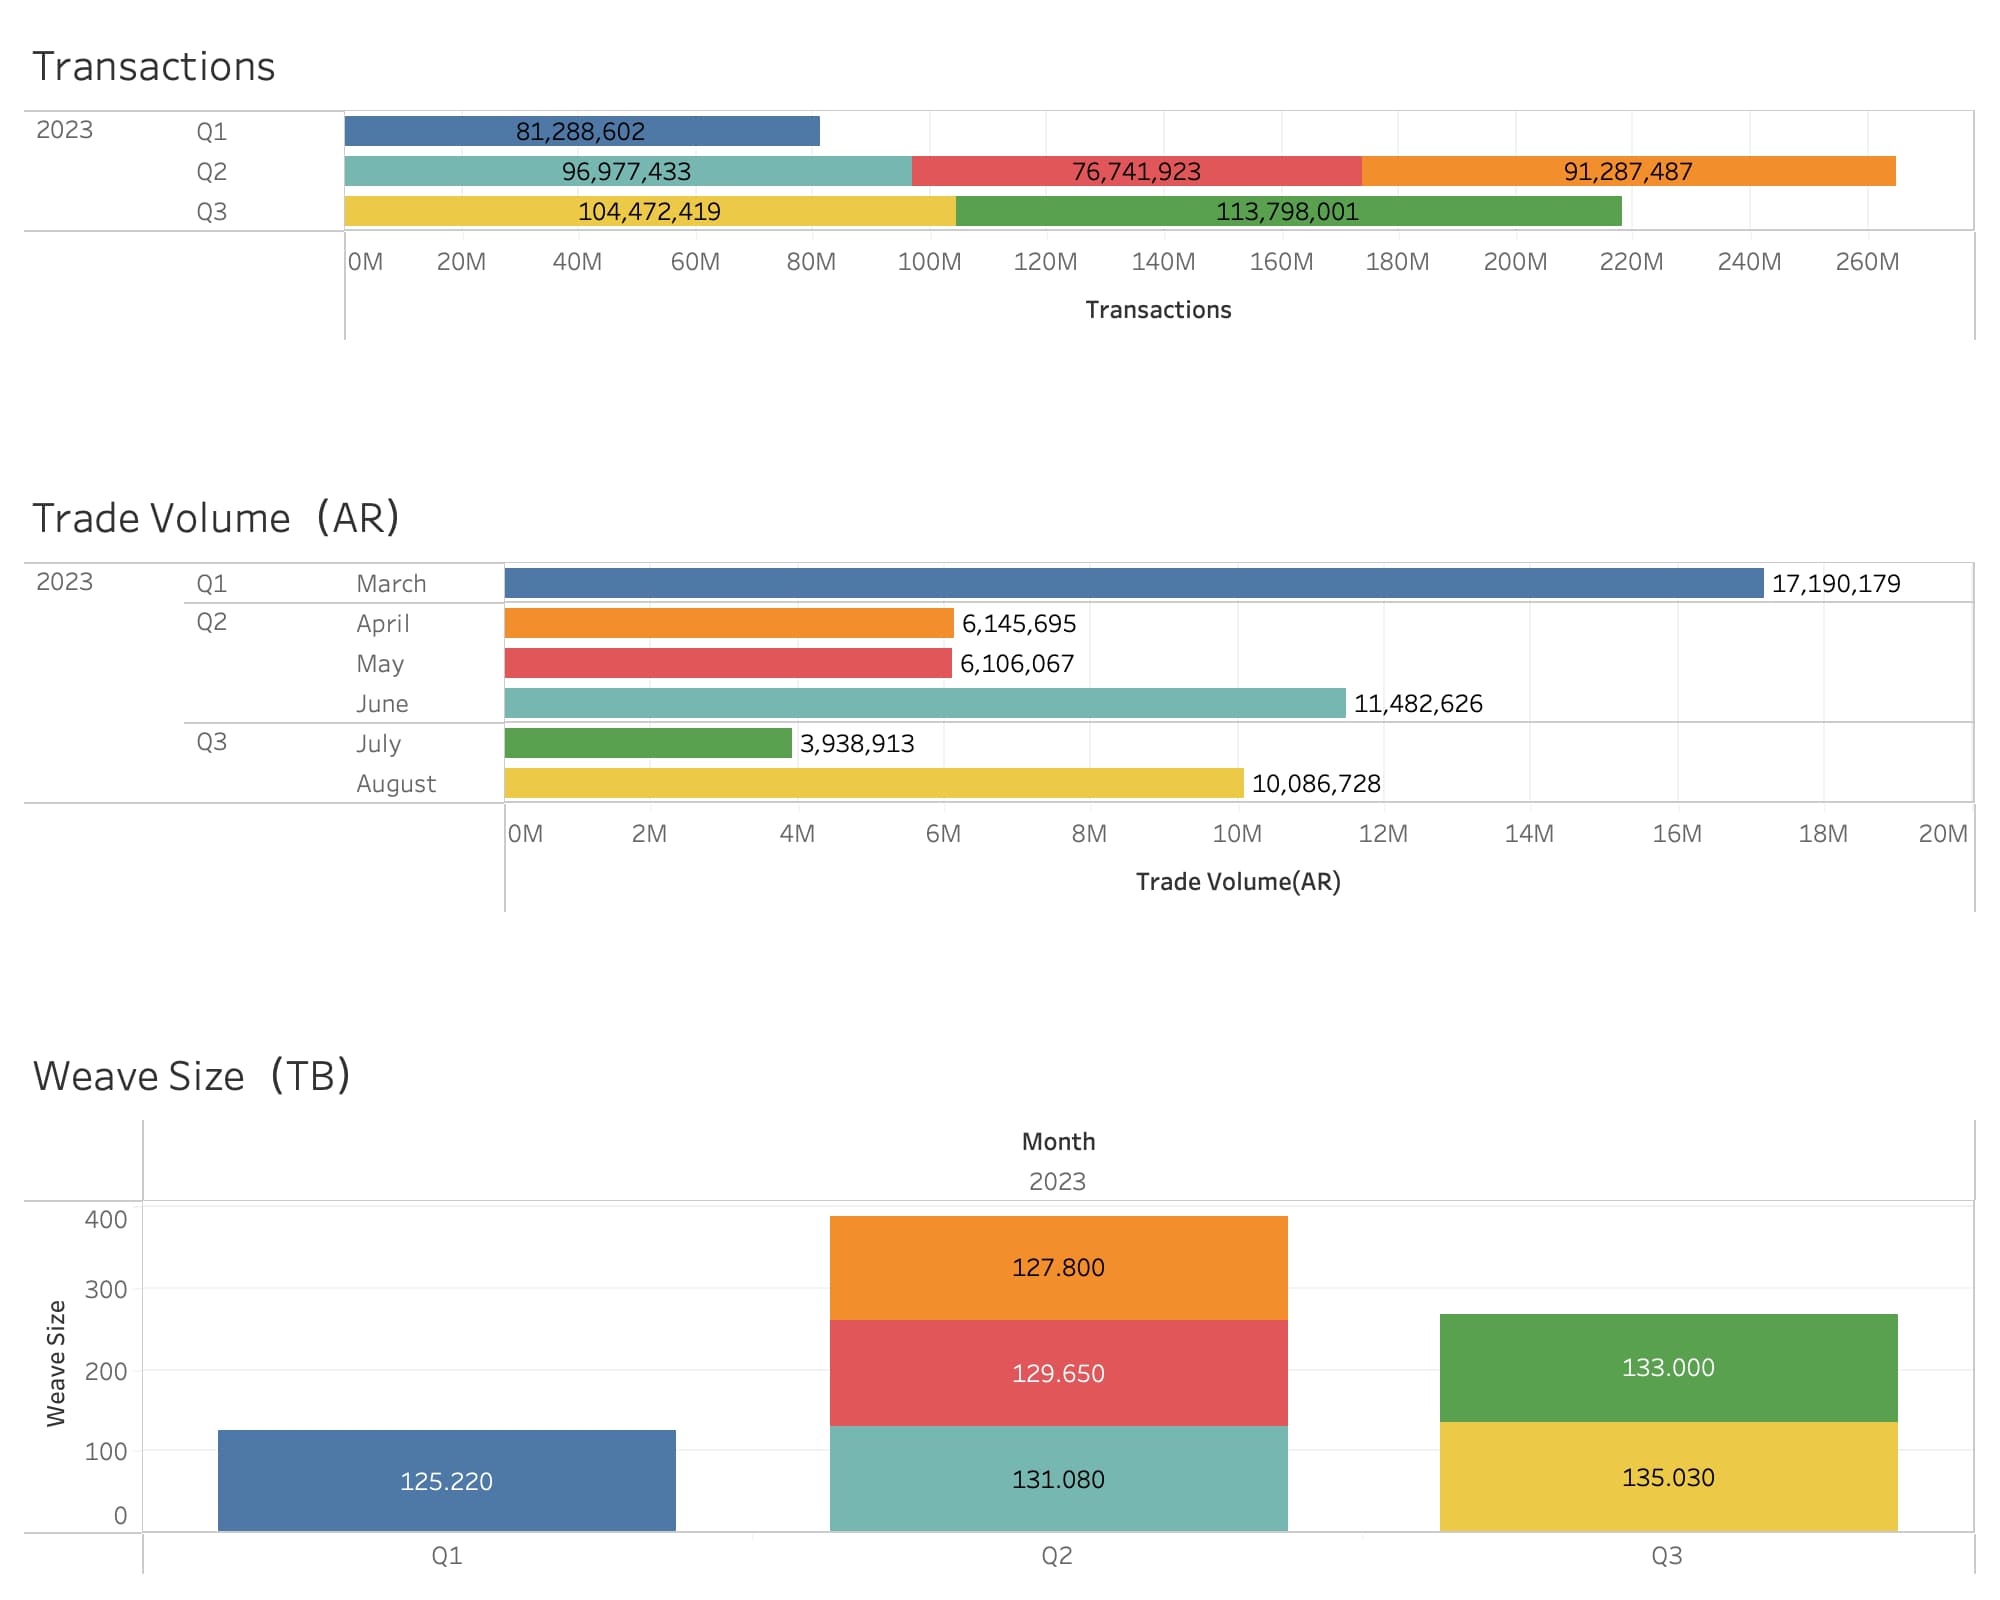 Transactions
2023 Q1 81,288,602
Q2 96,977,433 76,741,923 91,287,487
Q3 104,472,419 113,798,001
0M 20M 40M 60M 80M 100M 120M 140M 160M 180M 200M 220M 240M 260M
Transactions
Trade Volume (AR)
2023 Q1 March 17,190,179
Q2 April 6,145,695
May 6,106,067
June 11,482,626
Q3 July 3,938,913
August 10,086,728
0M 2M 4M 6M 8M 10M 12M 14M 16M 18M 20M
Trade Volume(AR)
Weave Size (TB)
Month
2023
400
127.800
300
200
129.650
133.000
Weave Size
100
125.220
131.080
135.030
0
Q1 Q2 Q3